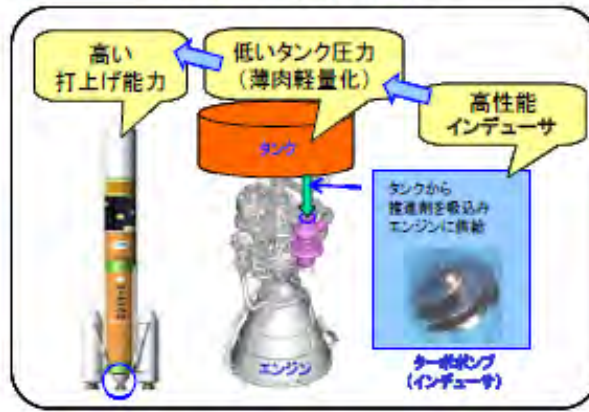 高い
打上げ能力
低いタンク圧力
（薄肉軽量化）
高性能
インデューサ
タンク
タンクから
推進剤を吸込み
エンジンに供給
エンジン
ターボポンプ
（インデューサ）